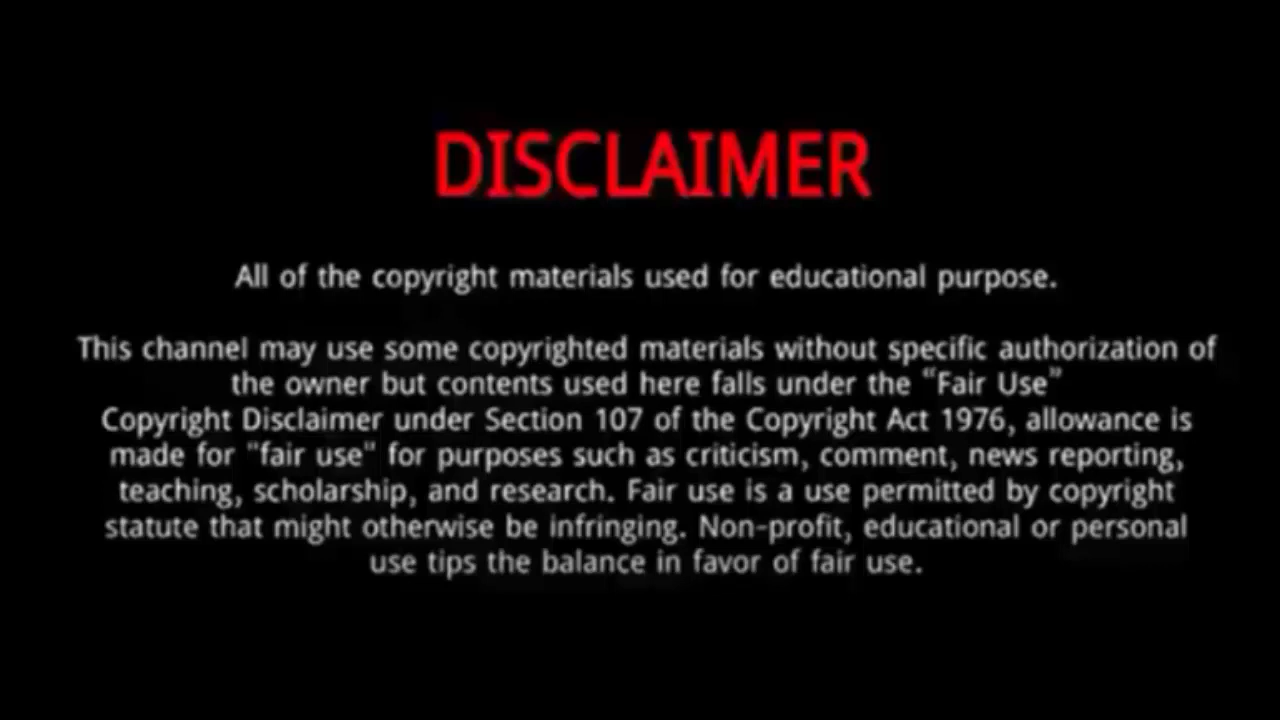 DISCLAIMER
All of the copyright materials used for educational purpose.
This channel may use some copyrighted materials without specific authorization of
the owner but contents used here falls under the “Fair Use”
Copyright Disclaimer under Section 107 of the Copyright Act 1976, allowance is
made for "fair use" for purposes such as criticism, comment, news reporting,
teaching, scholarship, and research. Fair use is a use permitted by copyright
statute that might otherwise be infringing. Non-profit, educational or personal
use tips the balance in favor of fair use.